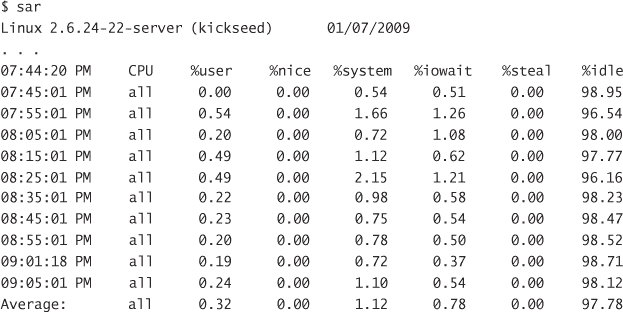 $ sar
Linux 2.6.24-22-server (kickseed) 01/07/2009
. . .
07:44:20 PM CPU %user %nice %system %iowait %steal %idle
07:45:01 PM all 0.00 0.00 0.54 0.51 0.00 98.95
07:55:01 PM all 0.54 0.00 1.66 1.26 0.00 96.54
08:05:01 PM all 0.20 0.00 0.72 1.08 0.00 98.00
08:15:01 PM all 0.49 0.00 1.12 0.62 0.00 97.77
08:25:01 PM all 0.49 0.00 2.15 1.21 0.00 96.16
08:35:01 PM all 0.22 0.00 0.98 0.58 0.00 98.23
08:45:01 PM all 0.23 0.00 0.75 0.54 0.00 98.47
08:55:01 PM all 0.20 0.00 0.78 0.50 0.00 98.52
09:01:18 PM all 0.19 0.00 0.72 0.37 0.00 98.71
09:05:01 PM all 0.24 0.00 1.10 0.54 0.00 98.12
Average: all 0.32 0.00 1.12 0.78 0.00 97.78